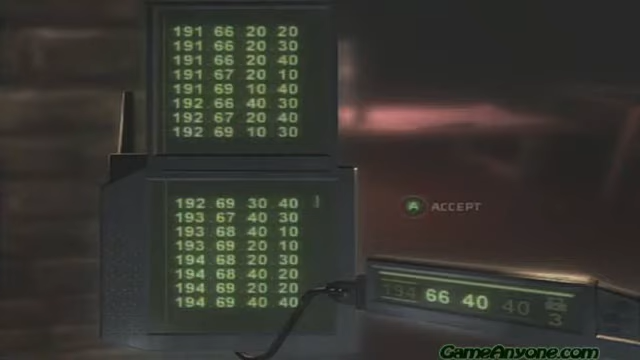 191 66 20 20
191 66 20 30
191 66 20 40
191 67 20 10
191 69 10 40
192 66 40 30
192 67 20 40
192 69 10 30
192 69 30 40
193 67 40 30
193 68 40 10
193 69 20 10
194 68 20 30
194 68 40 20
194 69 20 20
194 69 40 40
A ACCEPT
194 66 40 40
3
GameAnyone.com